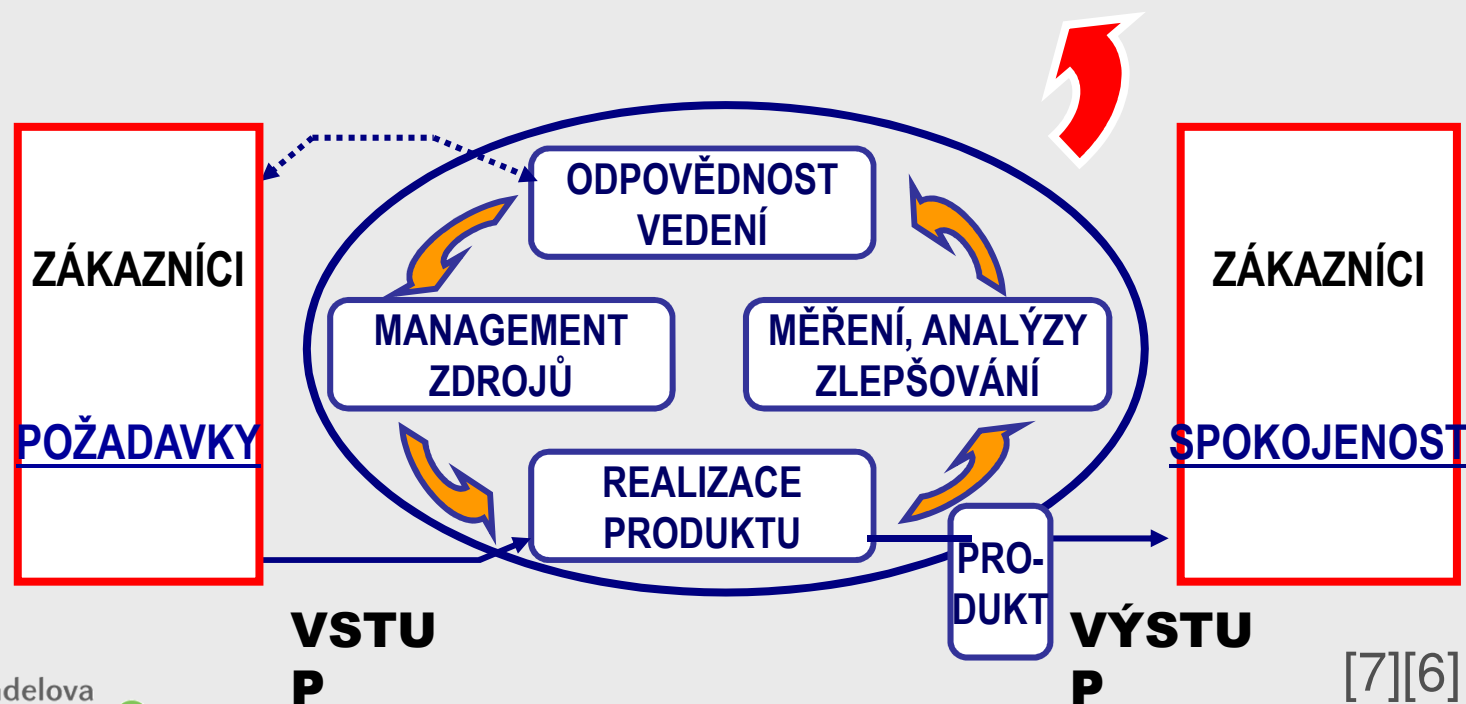 ZÁKAZNÍCI
POŽADAVKY
ODPOVĚDNOST
VEDENÍ
MANAGEMENT
ZDROJŮ
MĚŘENÍ, ANALÝZY
ZLEPŠOVÁNÍ
REALIZACE
PRODUKTU
PRO-
DUKT
ZÁKAZNÍCI
SPOKOJENOST
VSTU
P
VÝSTU
P
[7][6]
delova